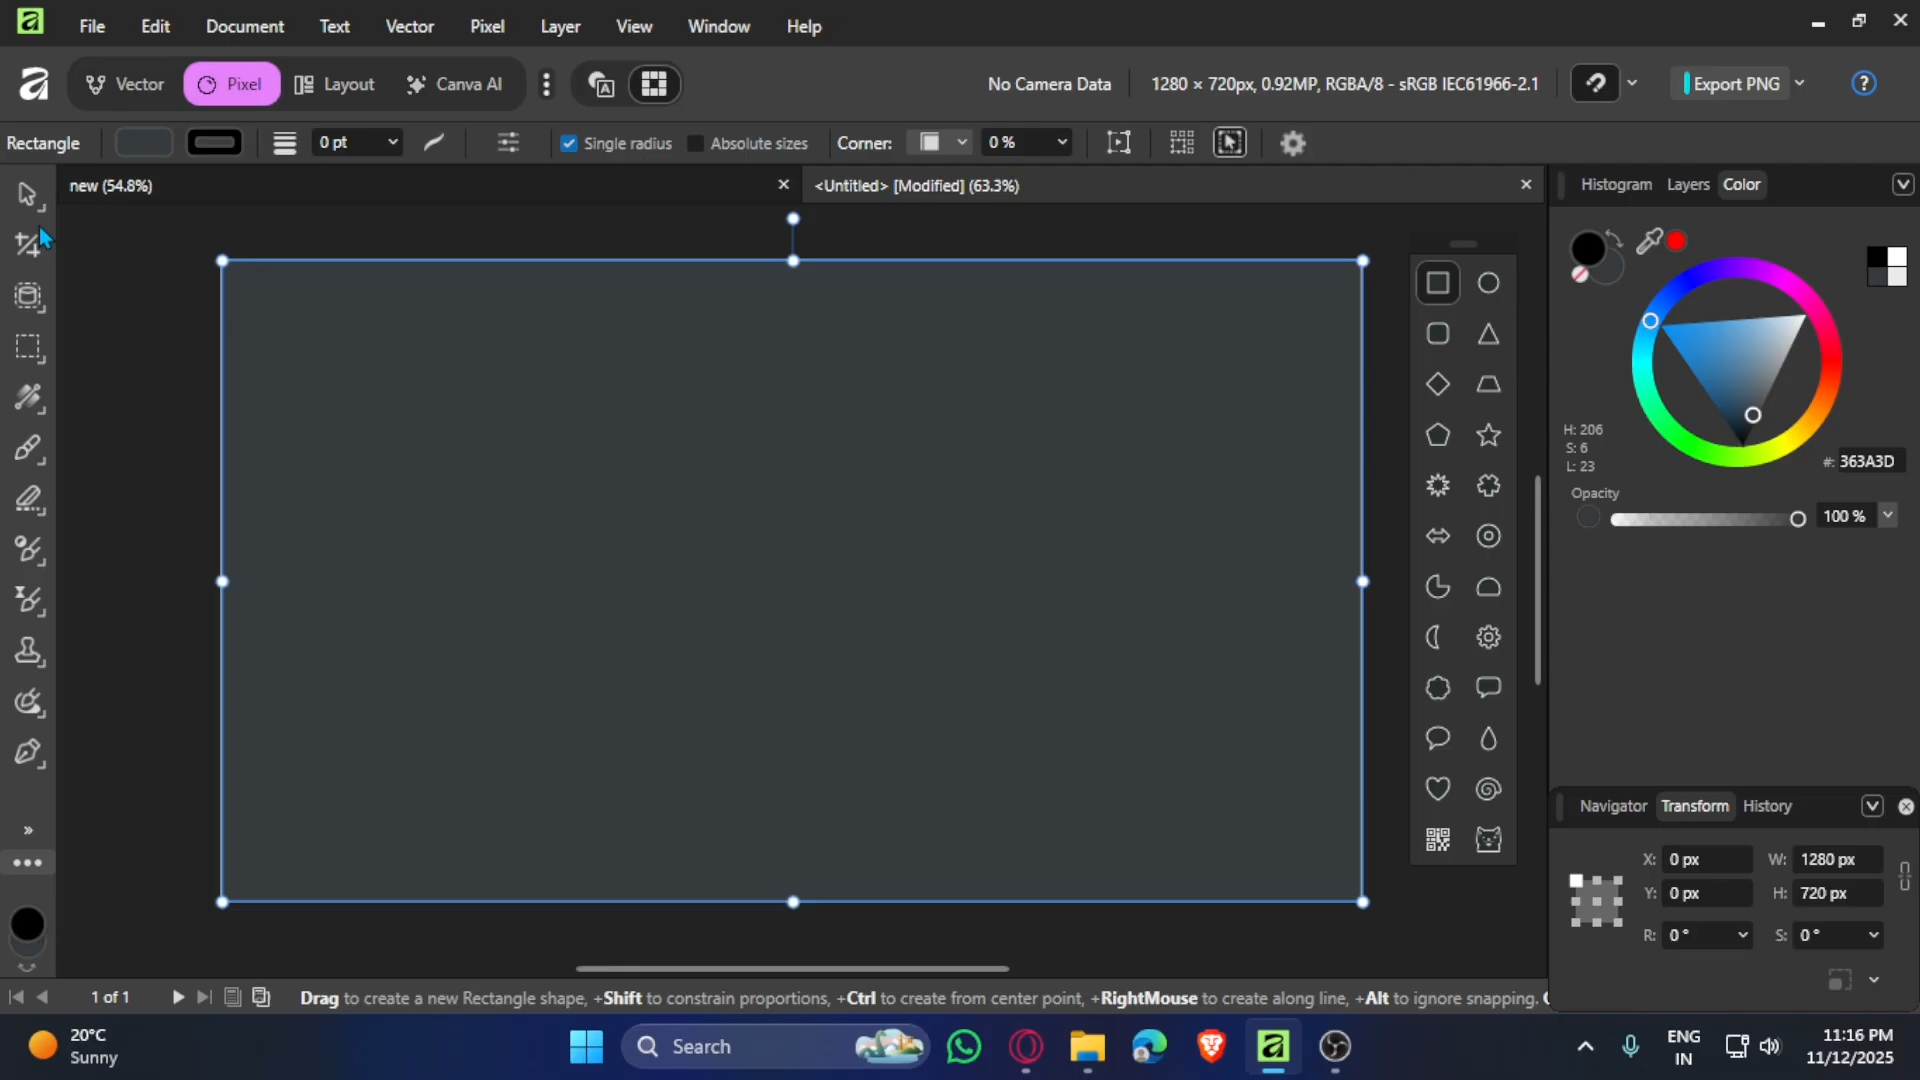 File Edit Document Text Vector Pixel Layer View Window Help
Vector Pixel Layout Canva AI No Camera Data 1280 × 720px, 0.92MP, RGBA/8 - sRGB IEC61966-2.1 Export PNG ?
Rectangle 0 pt Single radius Absolute sizes Corner: 0 %
new (54.8%) <Untitled> [Modified] (63.3%) Histogram Layers Color
H: 206
S: 6
L: 23
#: 363A3D
Opacity
100 %
Navigator Transform History
X: 0 px W: 1280 px
Y: 0 px H: 720 px
R: 0° S: 0°
1 of 1 Drag to create a new Rectangle shape, +Shift to constrain proportions, +Ctrl to create from center point, +RightMouse to create along line, +Alt to ignore snapping.
20°C
Sunny
Search
ENG
IN
11:16 PM
11/12/2025